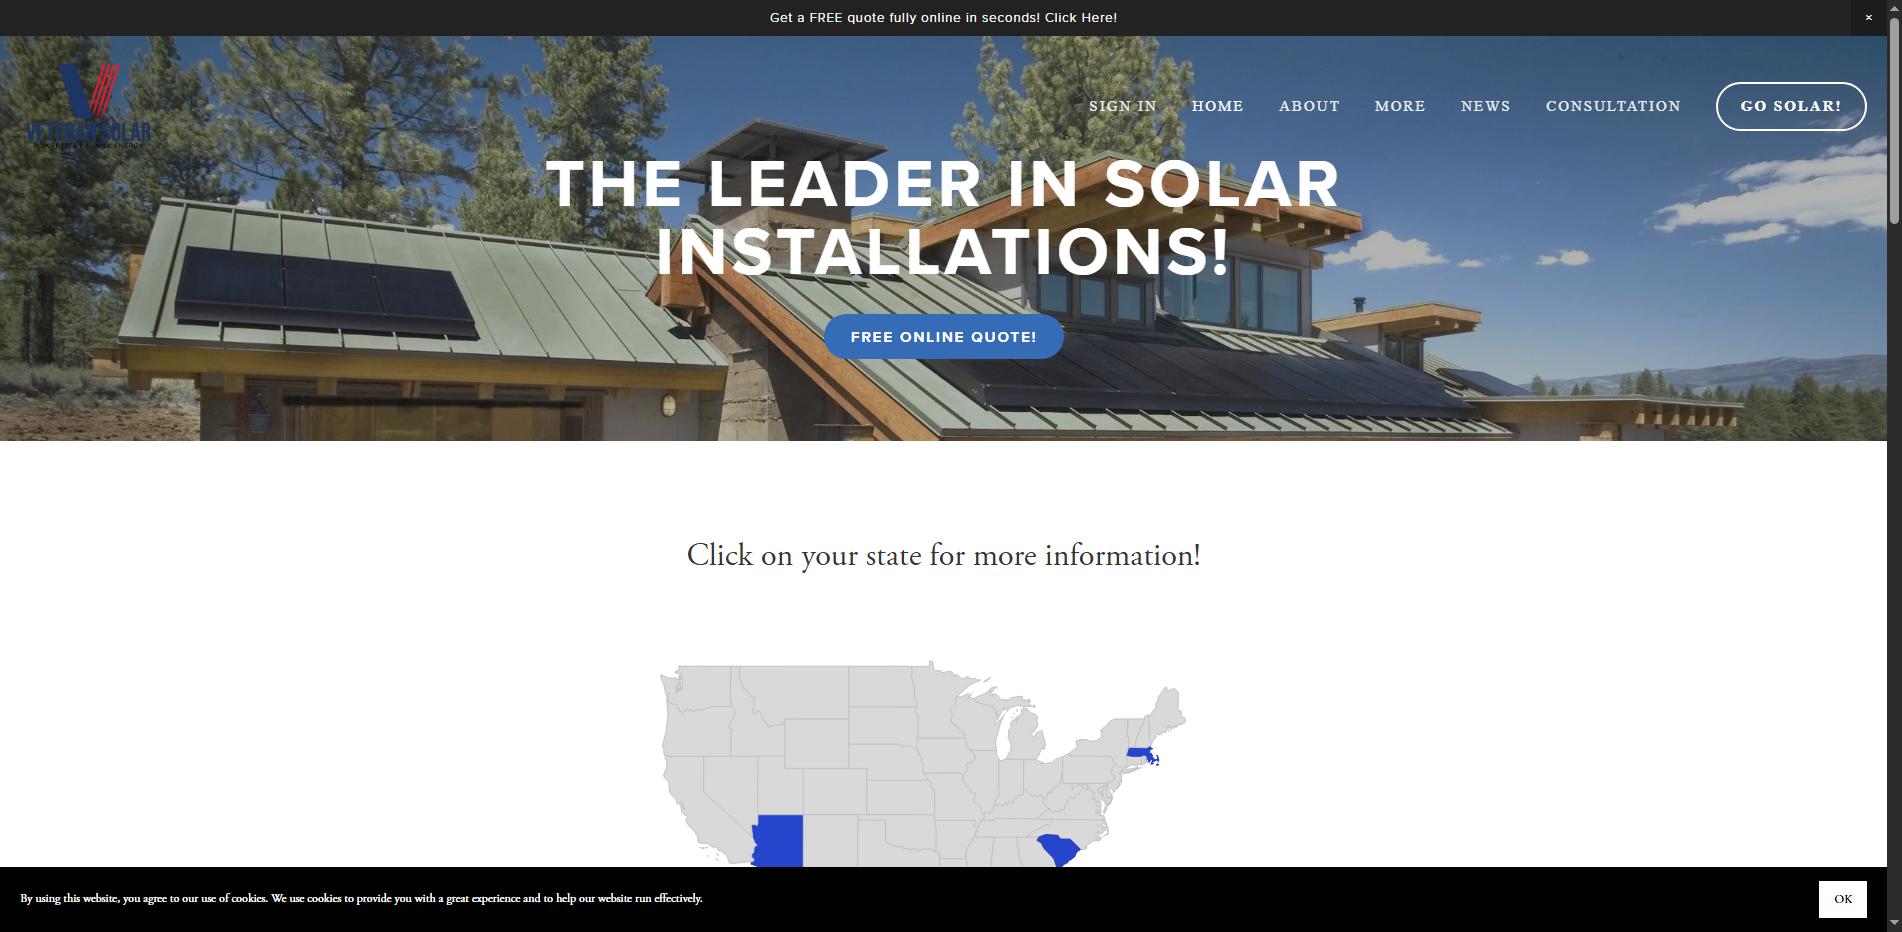 Get a FREE quote fully online in seconds! Click Here!
×
VETERAN SOLAR
POWERED BY SUNNY ENERGY
SIGN IN
HOME
ABOUT
MORE
NEWS
CONSULTATION
GO SOLAR!
THE LEADER IN SOLAR
INSTALLATIONS!
FREE ONLINE QUOTE!
Click on your state for more information!
By using this website, you agree to our use of cookies. We use cookies to provide you with a great experience and to help our website run effectively.
OK